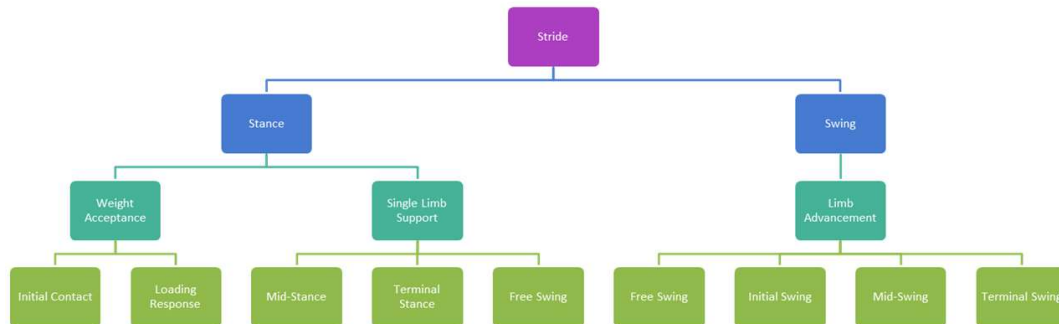 Stride
Stance
Swing
Weight
Acceptance
Single Limb
Support
Limb
Advancement
Initial Contact
Loading
Response
Mid-Stance
Terminal
Stance
Free Swing
Free Swing
Initial Swing
Mid-Swing
Terminal Swing